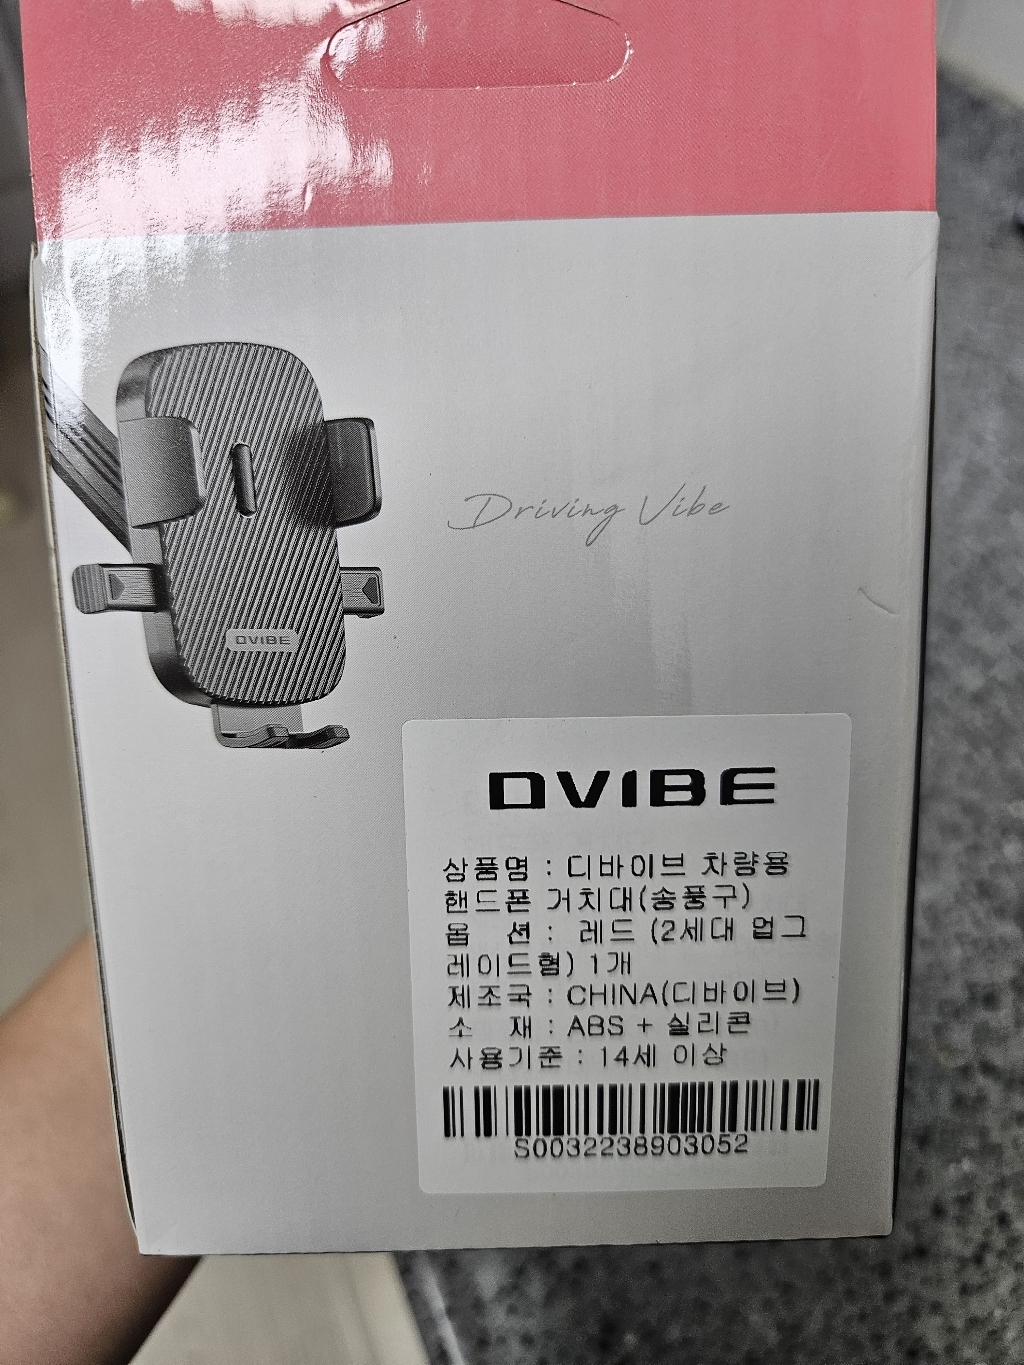 Driving Vibe
DVIBE
DVIBE
상품명 : 디바이브 차량용
핸드폰 거치대(송풍구)
옵 션 : 레드 (2세대 업그
레이드형) 1개
제조국 : CHINA(디바이브)
소 재 : ABS + 실리콘
사용기준 : 14세 이상
S0032238903052